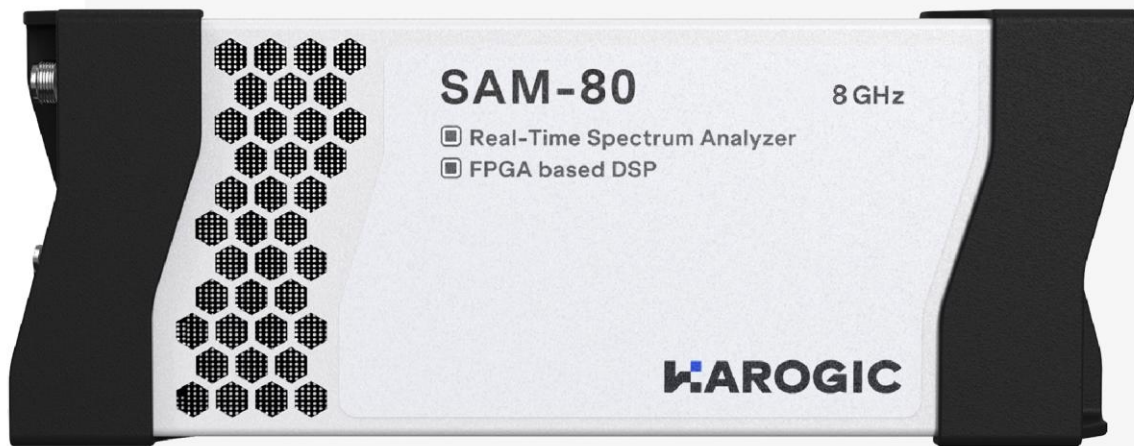 SAM-80
8 GHz
Real-Time Spectrum Analyzer
FPGA based DSP
HAROGIC